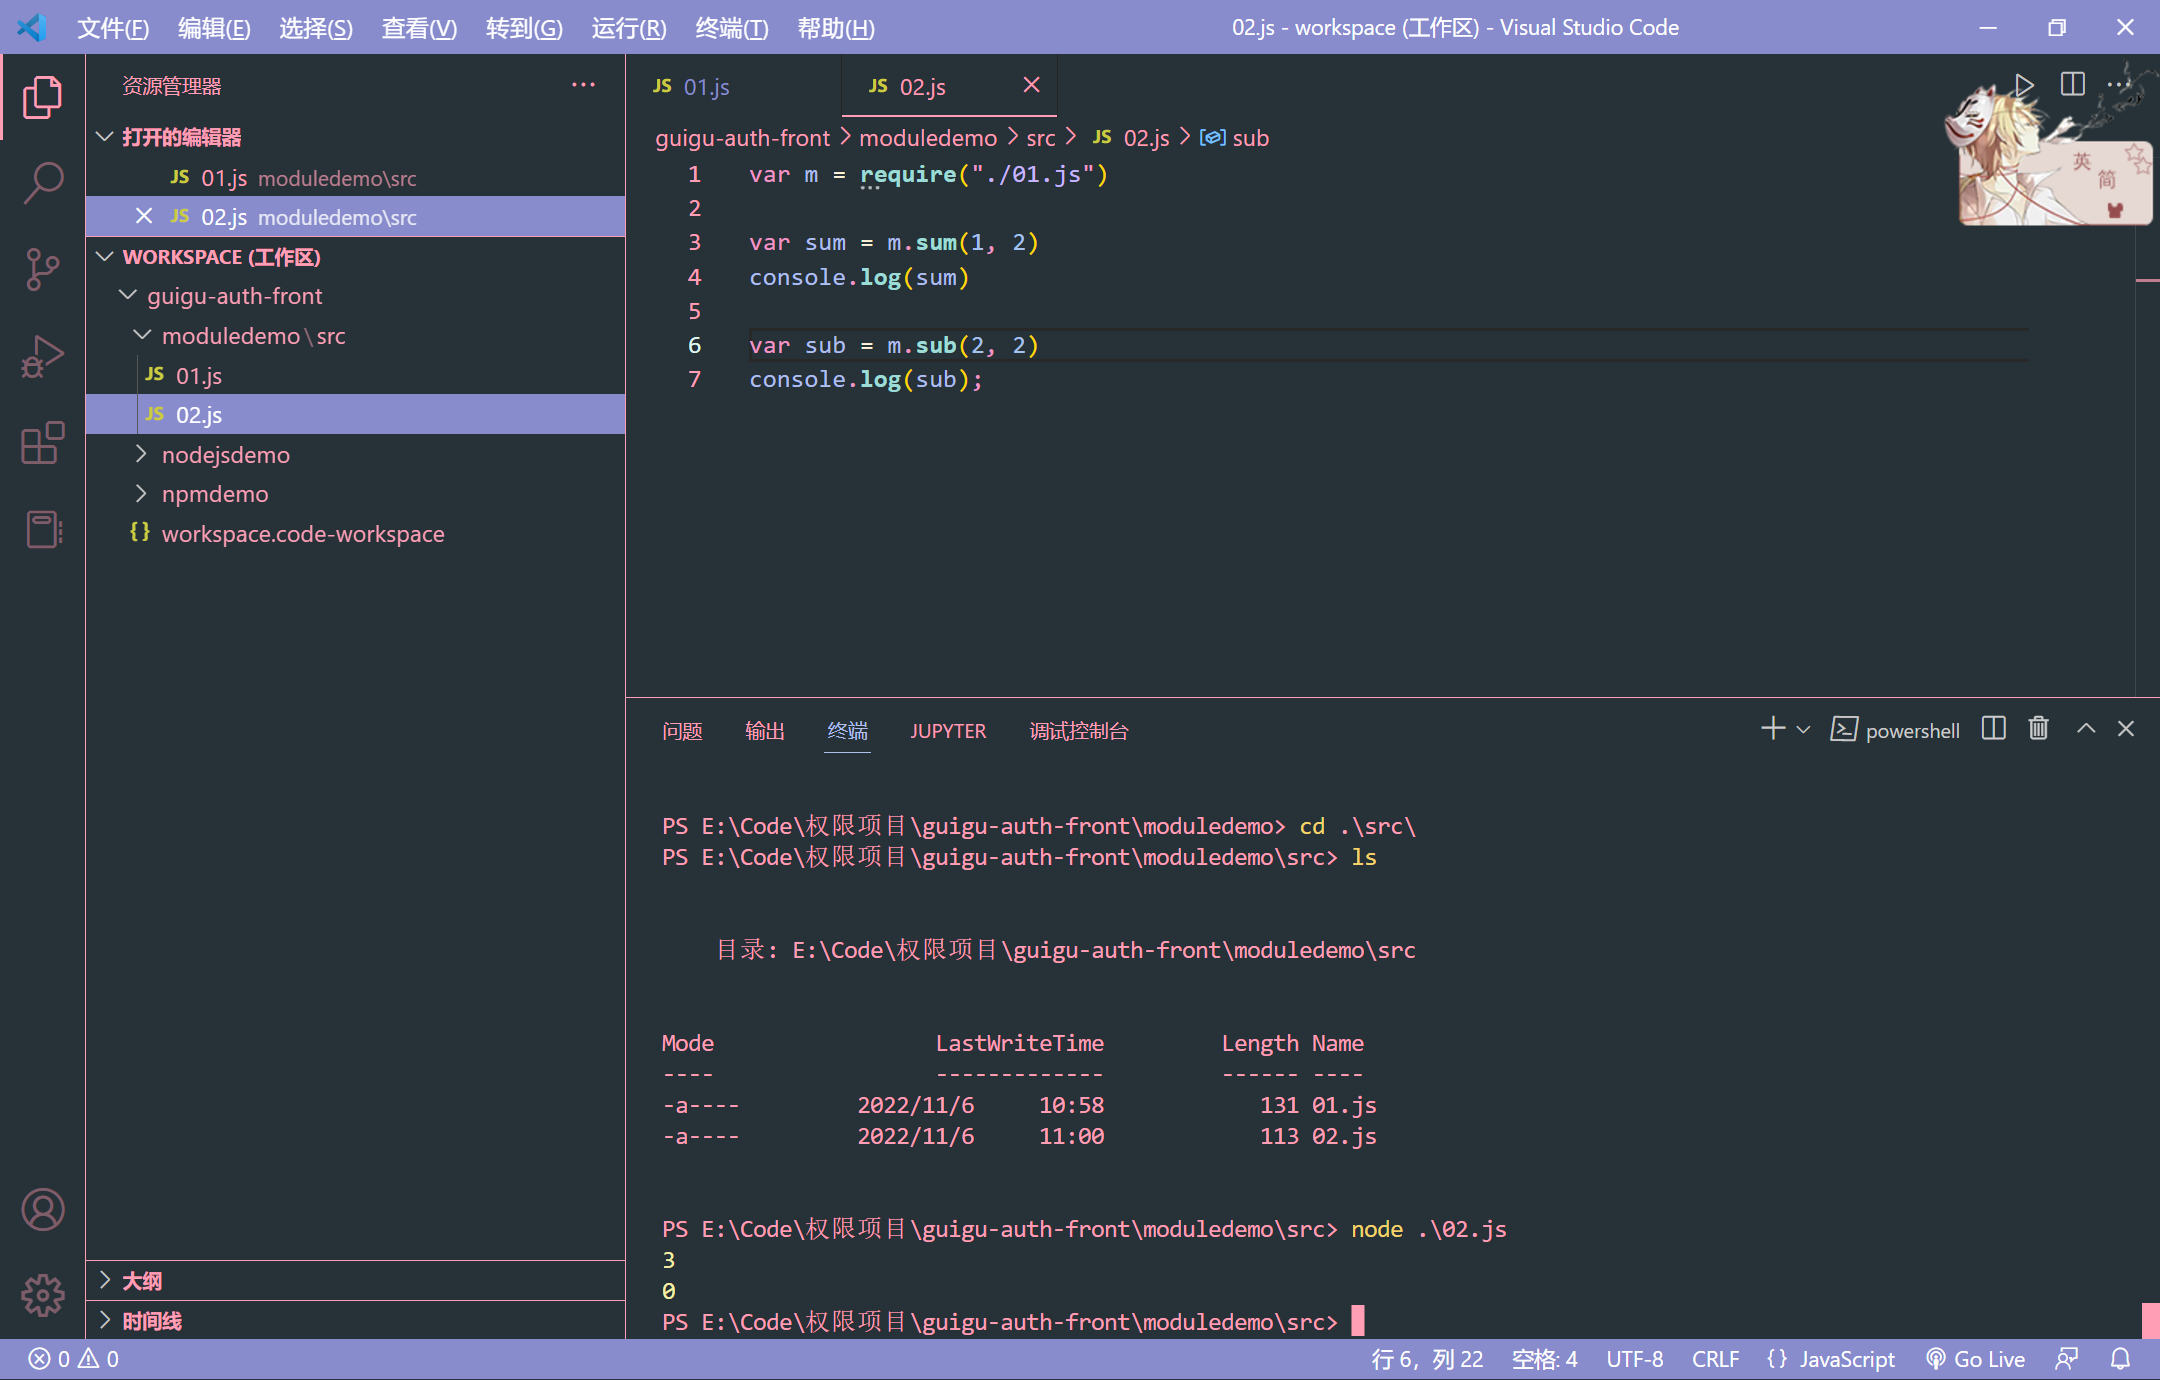 文件(F) 编辑(E) 选择(S) 查看(V) 转到(G) 运行(R) 终端(T) 帮助(H) 02.js - workspace (工作区) - Visual Studio Code
资源管理器
打开的编辑器
JS 01.js moduledemo\src
JS 02.js moduledemo\src
WORKSPACE (工作区)
guigu-auth-front
moduledemo\src
JS 01.js
JS 02.js
nodejsdemo
npmdemo
{} workspace.code-workspace
大纲
时间线
JS 01.js JS 02.js
guigu-auth-front > moduledemo > src > JS 02.js > sub
英
简
1 var m = require("./01.js")
2
3 var sum = m.sum(1, 2)
4 console.log(sum)
5
6 var sub = m.sub(2, 2)
7 console.log(sub);
问题 输出 终端 JUPYTER 调试控制台 powershell
PS E:\Code\权限项目\guigu-auth-front\moduledemo> cd .\src\
PS E:\Code\权限项目\guigu-auth-front\moduledemo\src> ls
目录: E:\Code\权限项目\guigu-auth-front\moduledemo\src
Mode LastWriteTime Length Name
---- ------------- ------ ----
-a---- 2022/11/6 10:58 131 01.js
-a---- 2022/11/6 11:00 113 02.js
PS E:\Code\权限项目\guigu-auth-front\moduledemo\src> node .\02.js
3
0
PS E:\Code\权限项目\guigu-auth-front\moduledemo\src>
0 0 行 6，列 22 空格: 4 UTF-8 CRLF {} JavaScript Go Live